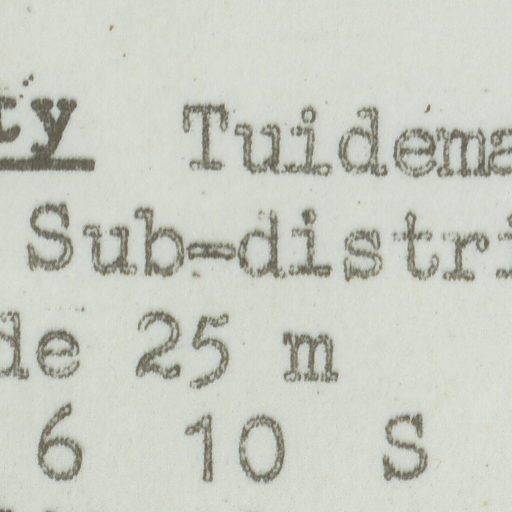 ty Tuidema
Sub-distri
de 25 m
6 10 S